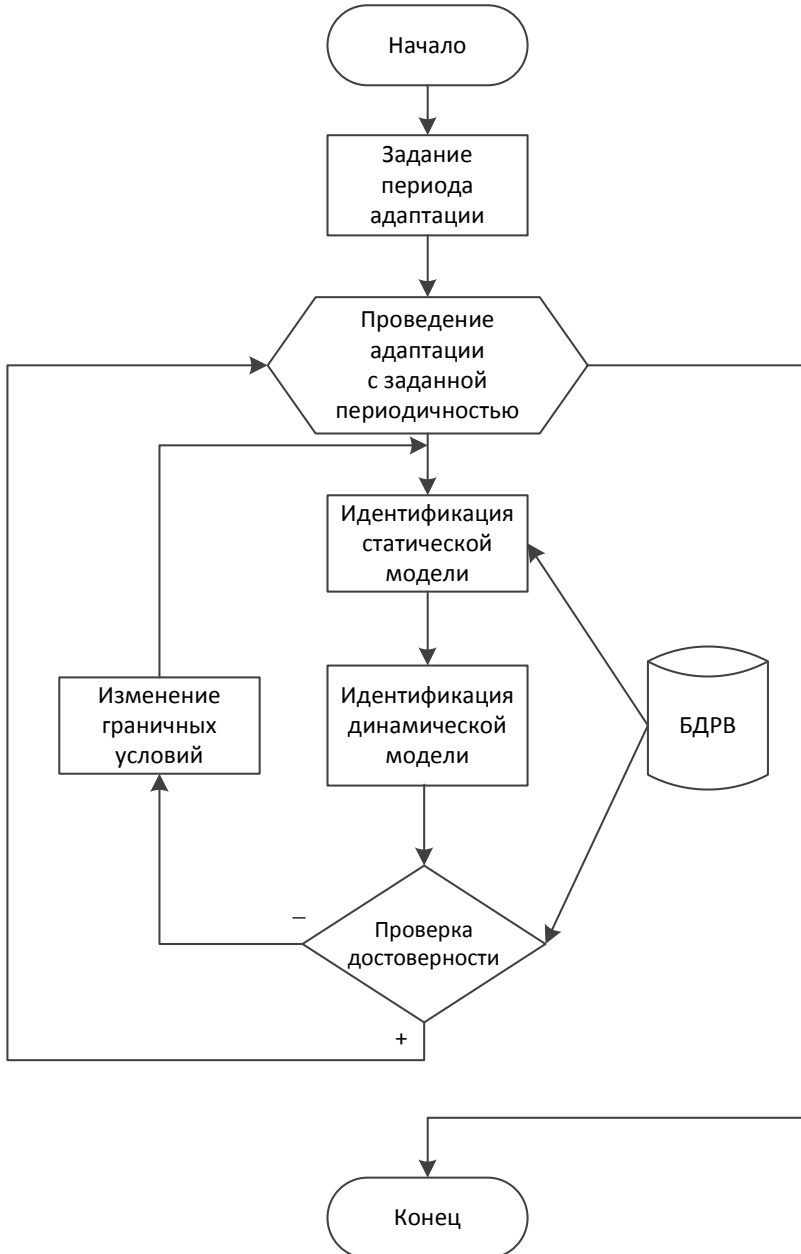 Начало
Задание
периода
адаптации
Проведение
адаптации
с заданной
периодичностью
Идентификация
статической
модели
Изменение
граничных
условий
Идентификация
динамической
модели
БДРВ
–
Проверка
достоверности
+
Конец